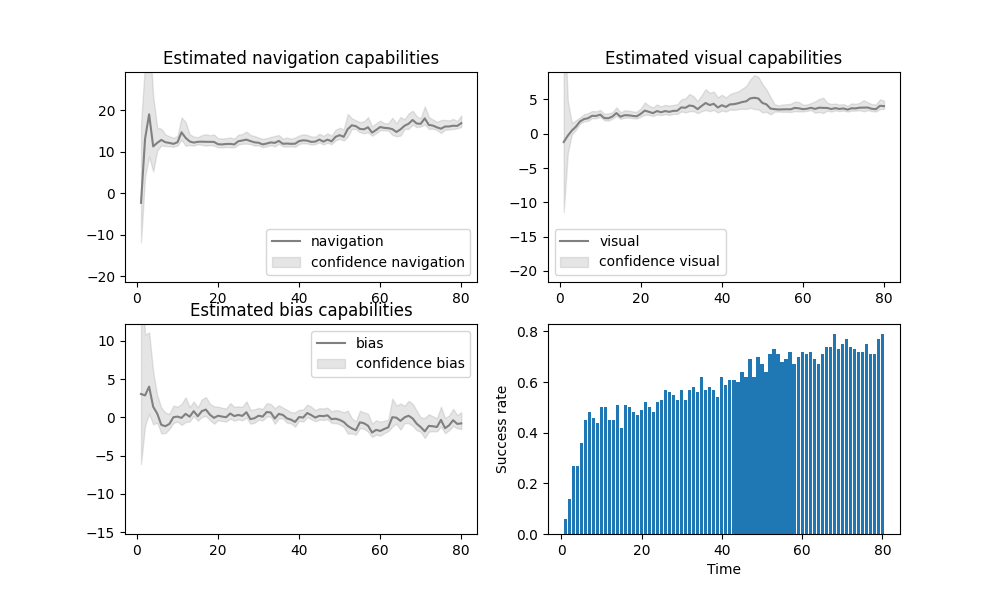 Estimated navigation capabilities
20
10
0
−10
−20
navigation
confidence navigation
0 20 40 60 80
Estimated visual capabilities
5
0
−5
−10
−15
−20
visual
confidence visual
0 20 40 60 80
Estimated bias capabilities
10
5
0
−5
−10
−15
bias
confidence bias
0 20 40 60 80
Success rate
0.8
0.6
0.4
0.2
0.0
0 20 40 60 80
Time